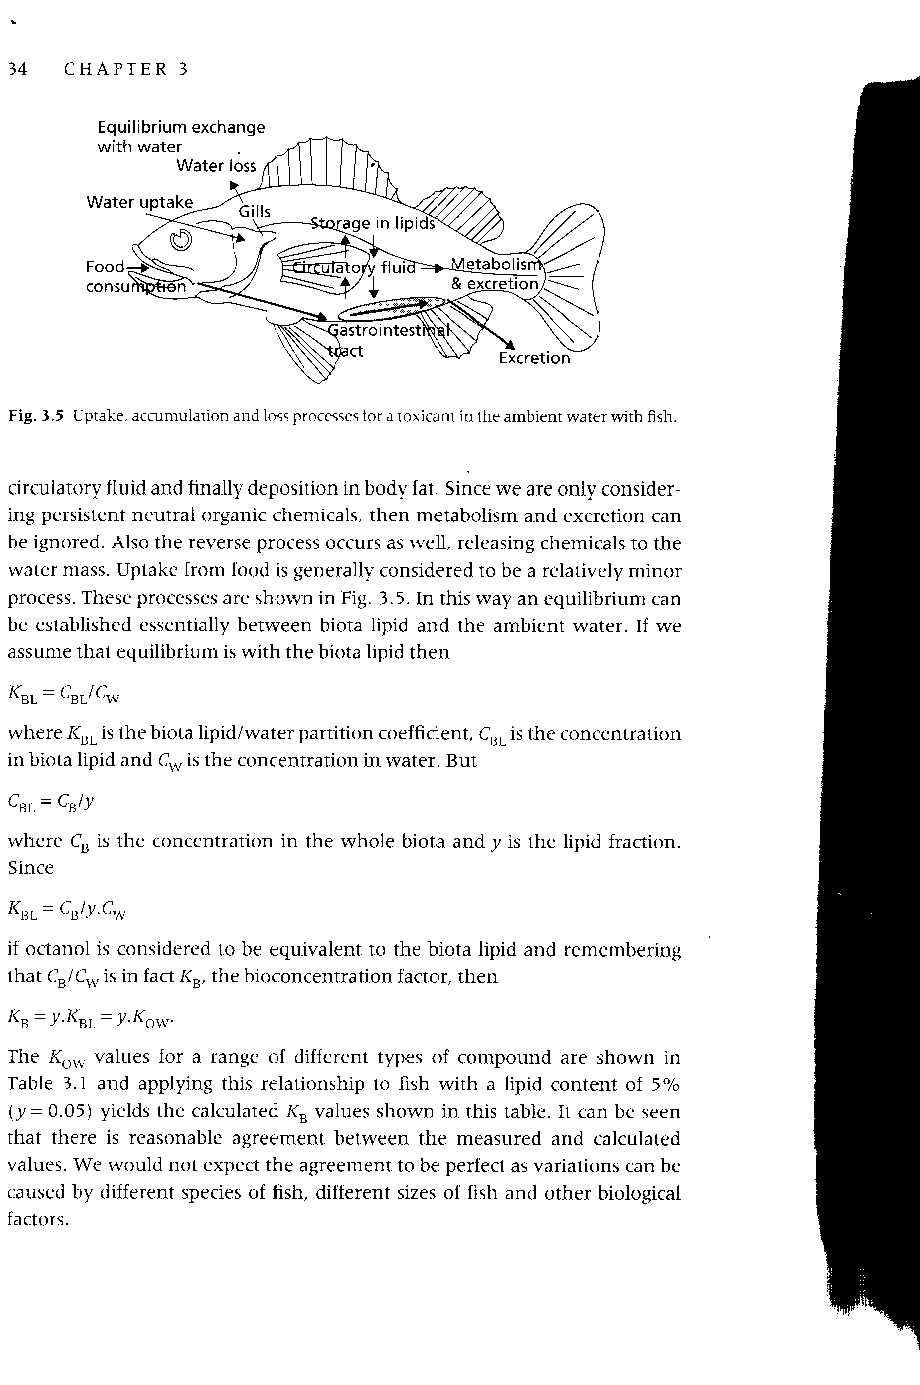 34 CHAPTER 3
Equilibrium exchange
with water
Water loss
Water uptake
Gills
Storage in lipids
Food
consumption
Circulatory fluid
Metabolism
& excretion
Gastrointestinal
tract
Excretion
Fig. 3.5 Uptake, accumulation and loss processes for a toxicant in the ambient water with fish.
circulatory fluid and finally deposition in body fat. Since we are only consider-
ing persistent neutral organic chemicals, then metabolism and excretion can
be ignored. Also the reverse process occurs as well, releasing chemicals to the
water mass. Uptake from food is generally considered to be a relatively minor
process. These processes are shown in Fig. 3.5. In this way an equilibrium can
be established essentially between biota lipid and the ambient water. If we
assume that equilibrium is with the biota lipid then
K_BL = C_BL/C_W
where K_BL is the biota lipid/water partition coefficient, C_BL is the concentration
in biota lipid and C_W is the concentration in water. But
C_BL = C_B/y
where C_B is the concentration in the whole biota and y is the lipid fraction.
Since
K_BL = C_B/y.C_W
if octanol is considered to be equivalent to the biota lipid and remembering
that C_B/C_W is in fact K_B, the bioconcentration factor, then
K_B = y.K_BL = y.K_OW.
The K_OW values for a range of different types of compound are shown in
Table 3.1 and applying this relationship to fish with a lipid content of 5%
(y = 0.05) yields the calculated K_B values shown in this table. It can be seen
that there is reasonable agreement between the measured and calculated
values. We would not expect the agreement to be perfect as variations can be
caused by different species of fish, different sizes of fish and other biological
factors.